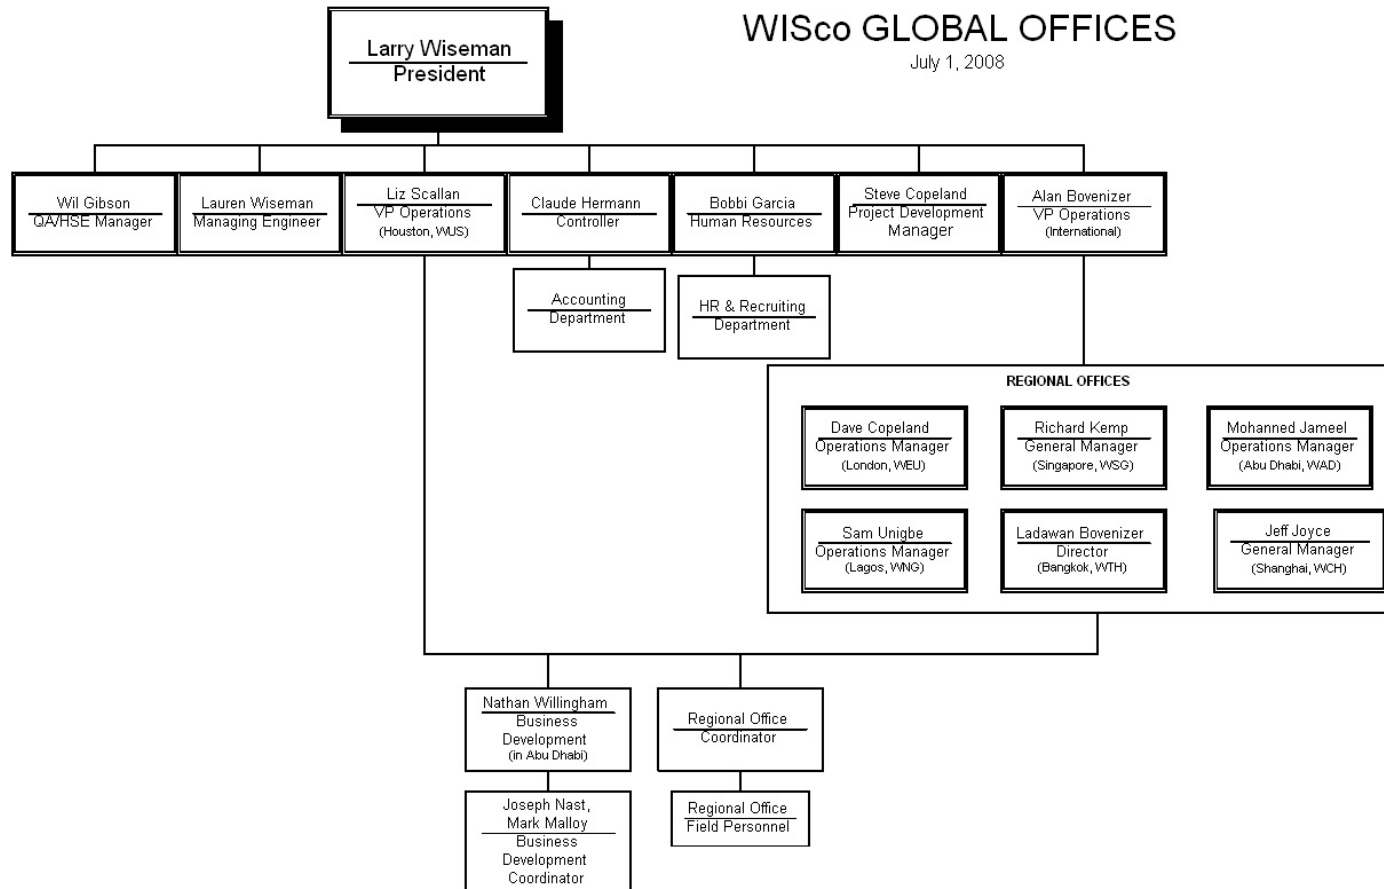 WISco GLOBAL OFFICES
July 1, 2008
Larry Wiseman
President
Wil Gibson
QA/HSE Manager
Lauren Wiseman
Managing Engineer
Liz Scallan
VP Operations
(Houston, WUS)
Claude Hermann
Controller
Bobbi Garcia
Human Resources
Steve Copeland
Project Development
Manager
Alan Bovenizer
VP Operations
(International)
Accounting
Department
HR & Recruiting
Department
REGIONAL OFFICES
Dave Copeland
Operations Manager
(London, WEU)
Richard Kemp
General Manager
(Singapore, WSG)
Mohanned Jameel
Operations Manager
(Abu Dhabi, WAD)
Sam Unigbe
Operations Manager
(Lagos, WNG)
Ladawan Bovenizer
Director
(Bangkok, WTH)
Jeff Joyce
General Manager
(Shanghai, WCH)
Nathan Willingham
Business
Development
(in Abu Dhabi)
Regional Office
Coordinator
Joseph Nast,
Mark Malloy
Business
Development
Coordinator
Regional Office
Field Personnel